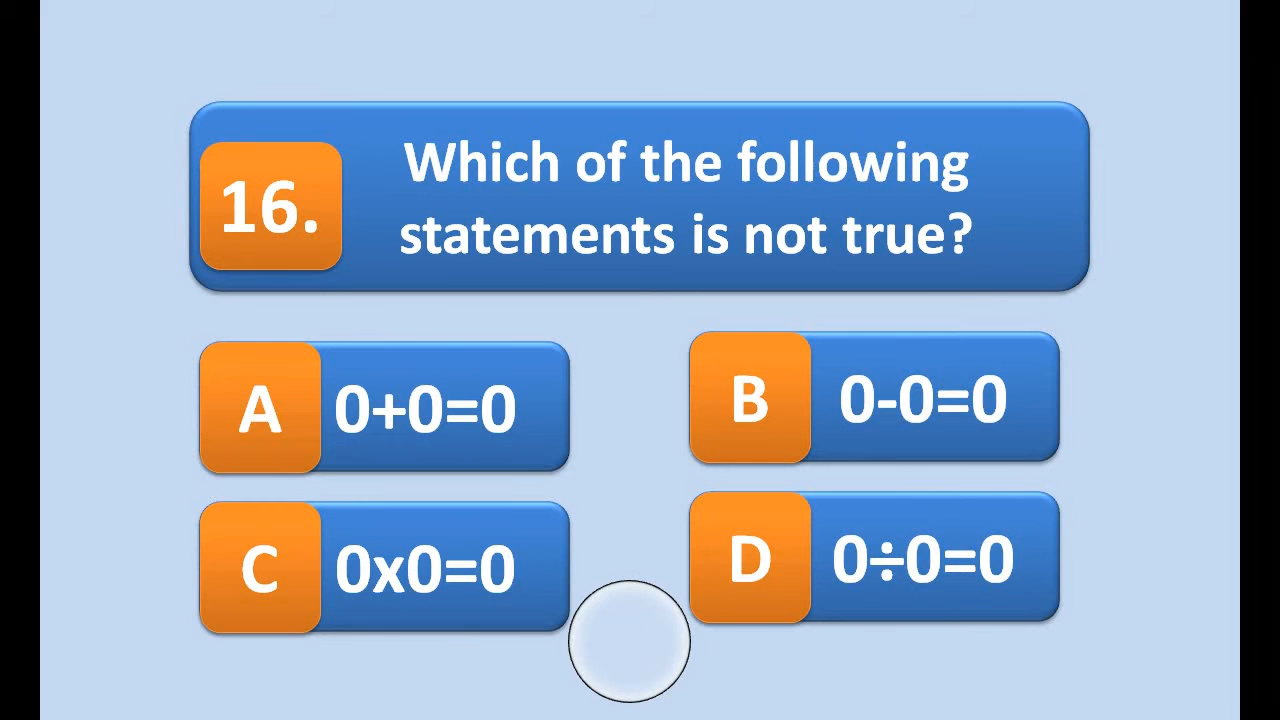 16.
Which of the following
statements is not true?
A 0+0=0
B 0-0=0
C 0x0=0
D 0÷0=0